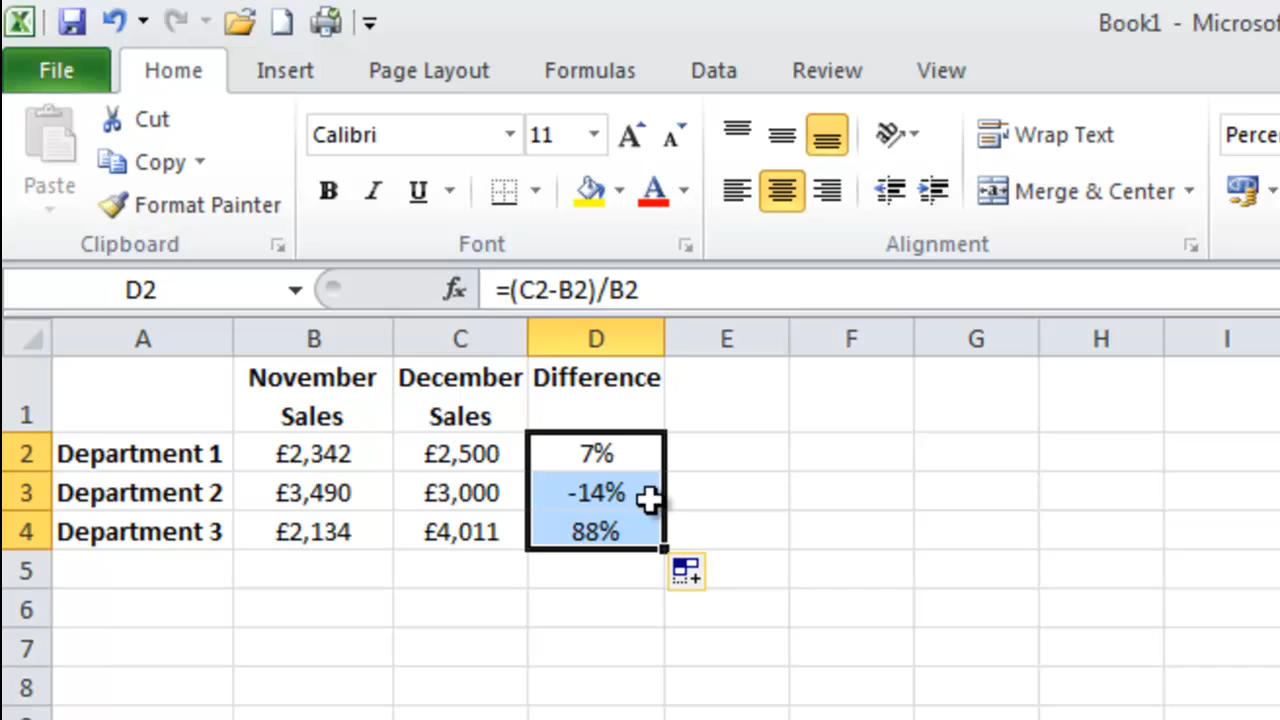 Book1 - Microsof
File Home Insert Page Layout Formulas Data Review View
Cut
Copy
Format Painter
Paste
Clipboard
Calibri 11 A A
B I U A
Font
Wrap Text
Merge & Center
Alignment
Percen
D2 fx =(C2-B2)/B2
A B C D E F G H I
1 November Sales December Sales Difference
2 Department 1 £2,342 £2,500 7%
3 Department 2 £3,490 £3,000 -14%
4 Department 3 £2,134 £4,011 88%
5
6
7
8